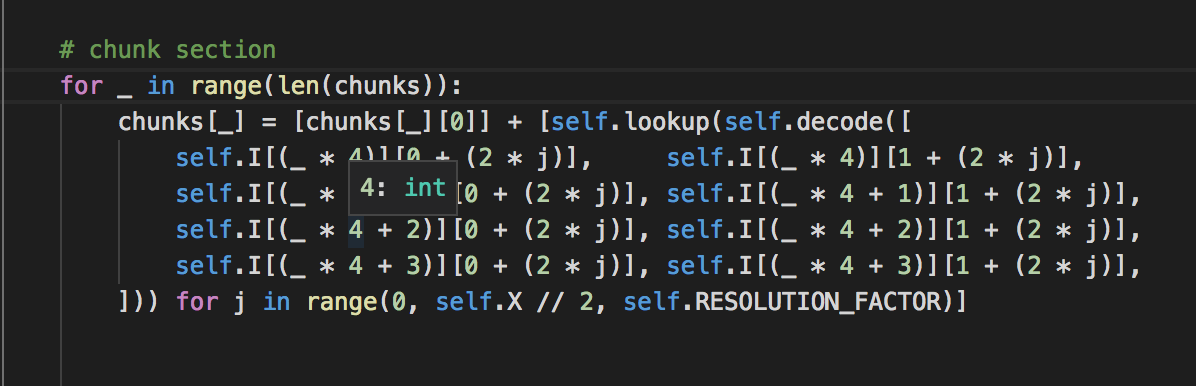 # chunk section
for _ in range(len(chunks)):
    chunks[_] = [chunks[_][0]] + [self.lookup(self.decode([
        self.I[(_ * 4)][0 + (2 * j)],     self.I[(_ * 4)][1 + (2 * j)],
        self.I[(_ * 4: int [0 + (2 * j)], self.I[(_ * 4 + 1)][1 + (2 * j)],
        self.I[(_ * 4 + 2)][0 + (2 * j)], self.I[(_ * 4 + 2)][1 + (2 * j)],
        self.I[(_ * 4 + 3)][0 + (2 * j)], self.I[(_ * 4 + 3)][1 + (2 * j)],
    ])) for j in range(0, self.X // 2, self.RESOLUTION_FACTOR)]